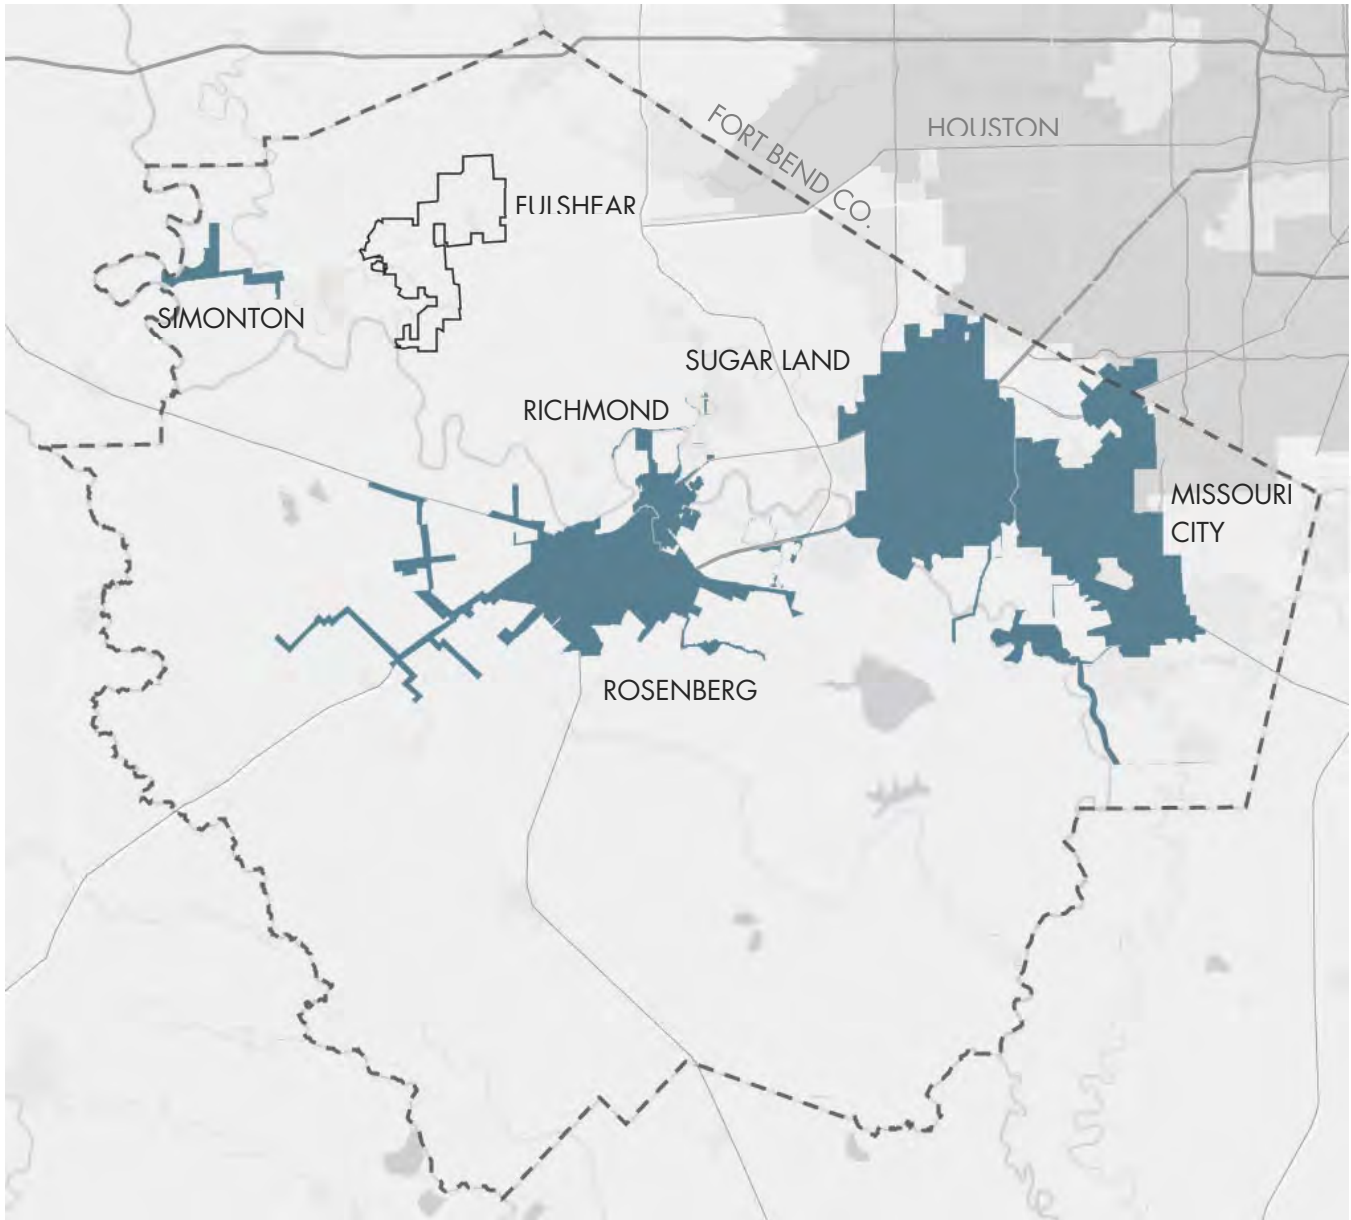 HOUSTON
FORT BEND CO.
FULSHEAR
SIMONTON
SUGAR LAND
RICHMOND
MISSOURI
CITY
ROSENBERG